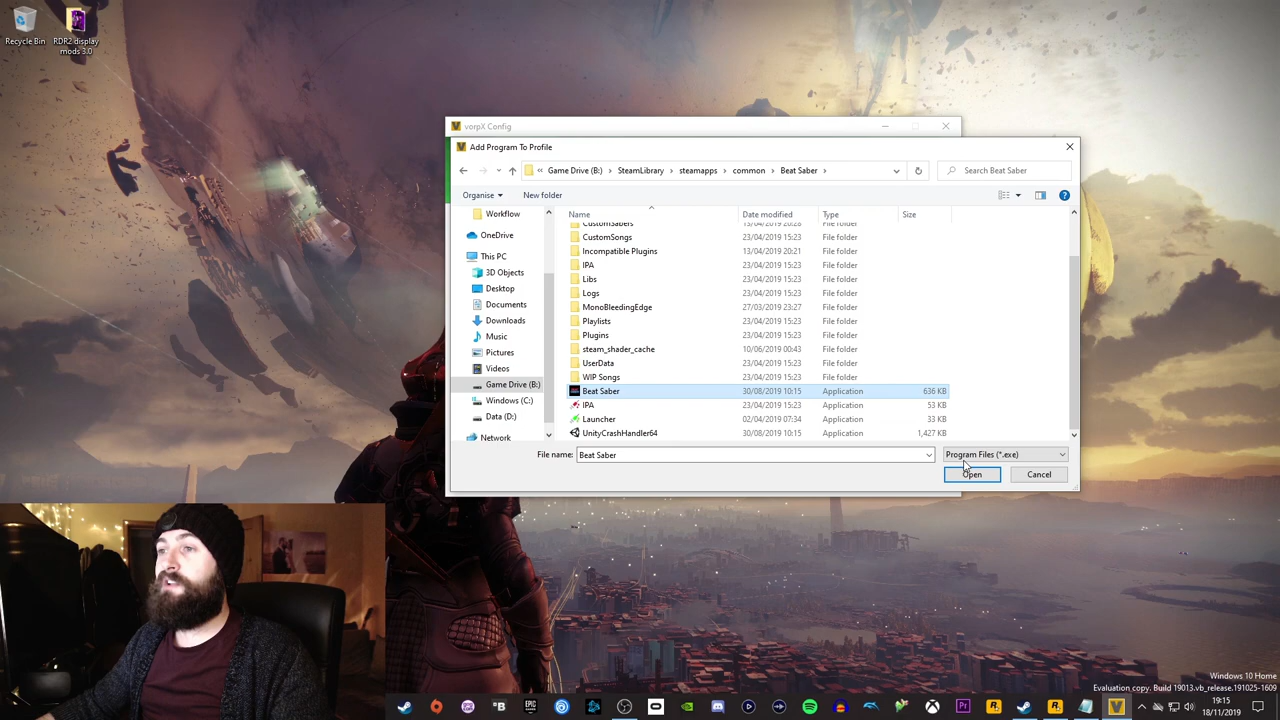 Recycle Bin
RDR2 display
mods 3.0
vorpX Config
Add Program To Profile
« Game Drive (B:) › SteamLibrary › steamapps › common › Beat Saber ›
Search Beat Saber
Organise
New folder
Workflow
OneDrive
This PC
3D Objects
Desktop
Documents
Downloads
Music
Pictures
Videos
Game Drive (B:)
Windows (C:)
Data (D:)
Network
Name Date modified Type Size
CustomSabers 13/04/2019 20:28 File folder
CustomSongs 23/04/2019 15:23 File folder
Incompatible Plugins 13/04/2019 20:21 File folder
IPA 23/04/2019 15:23 File folder
Libs 23/04/2019 15:23 File folder
Logs 23/04/2019 15:23 File folder
MonoBleedingEdge 27/03/2019 23:27 File folder
Playlists 23/04/2019 15:23 File folder
Plugins 23/04/2019 15:23 File folder
steam_shader_cache 10/06/2019 00:43 File folder
UserData 23/04/2019 15:23 File folder
WIP Songs 23/04/2019 15:23 File folder
Beat Saber 30/08/2019 10:15 Application 636 KB
IPA 23/04/2019 15:23 Application 53 KB
Launcher 02/04/2019 07:34 Application 33 KB
UnityCrashHandler64 30/08/2019 10:15 Application 1,427 KB
File name: Beat Saber
Program Files (*.exe)
Open
Cancel
Windows 10 Home
Evaluation copy. Build 19013.vb_release.191025-1609
19:15
18/11/2019